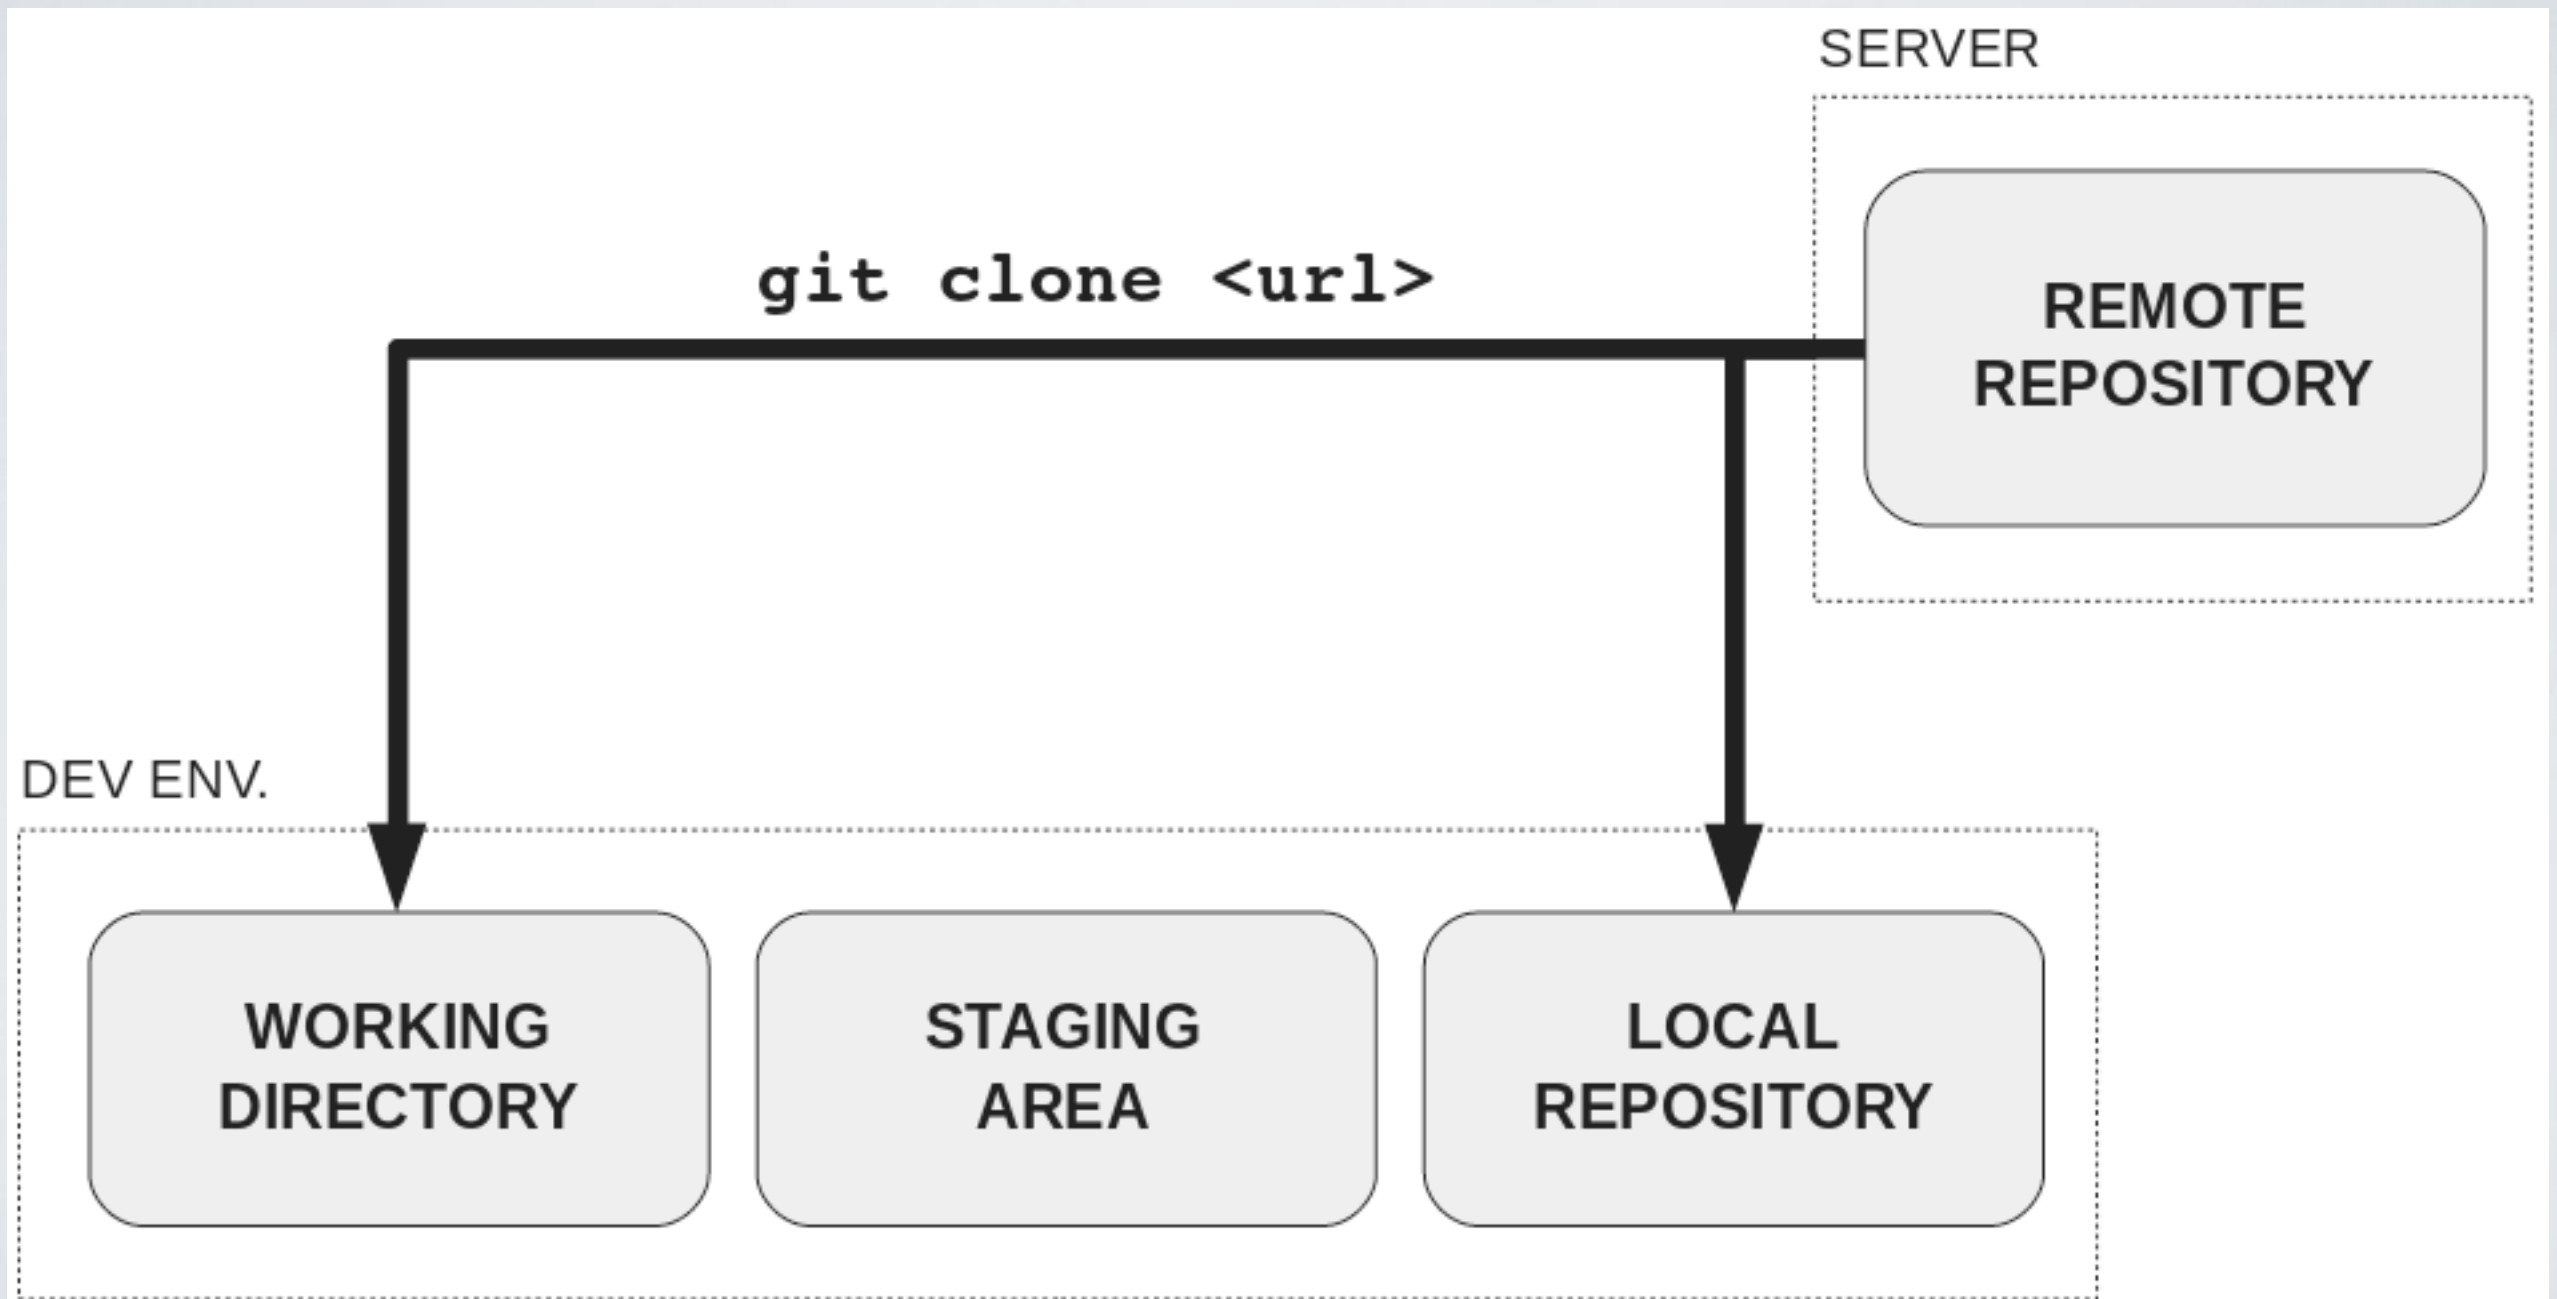 SERVER
REMOTE
REPOSITORY
git clone <url>
DEV ENV.
WORKING
DIRECTORY
STAGING
AREA
LOCAL
REPOSITORY